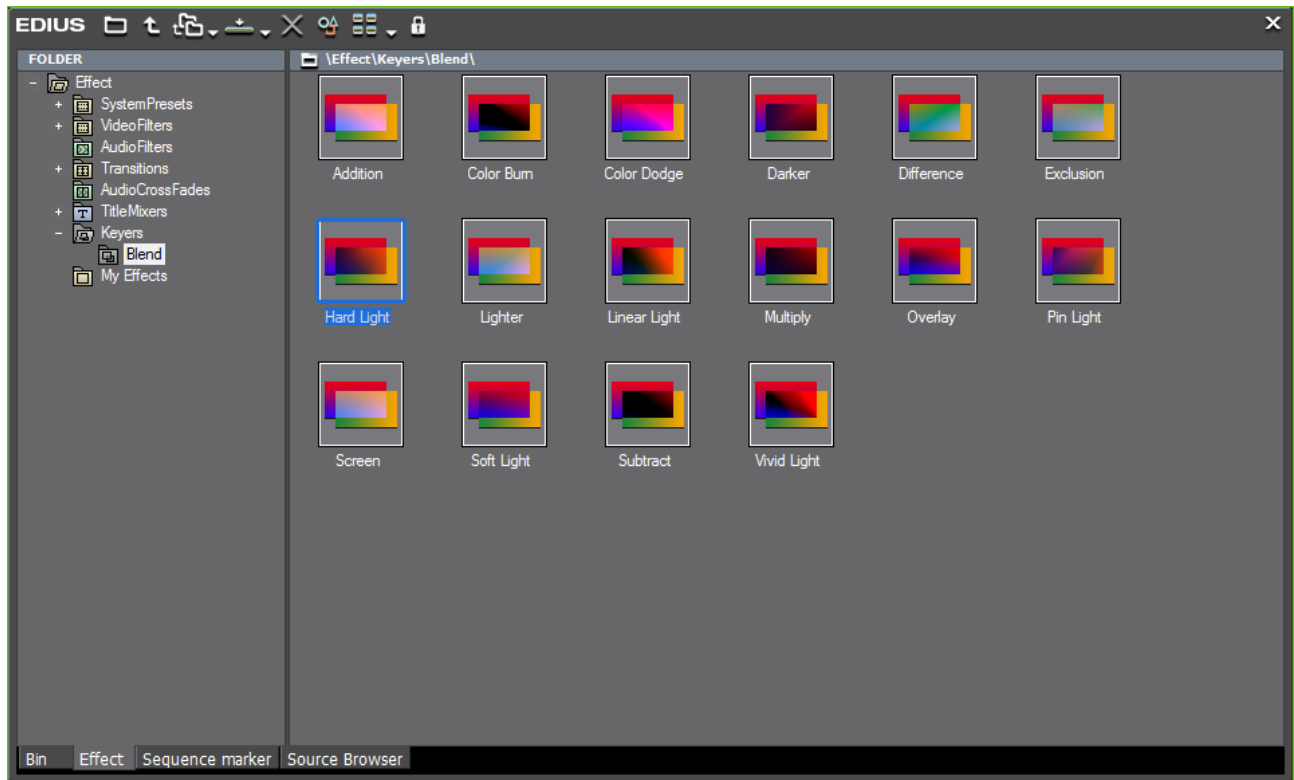 EDIUS
FOLDER
\Effect\Keyers\Blend\
Effect
SystemPresets
VideoFilters
AudioFilters
Transitions
AudioCrossFades
TitleMixers
Keyers
Blend
My Effects
Addition Color Burn Color Dodge Darker Difference Exclusion
Hard Light Lighter Linear Light Multiply Overlay Pin Light
Screen Soft Light Subtract Vivid Light
Bin Effect Sequence marker Source Browser